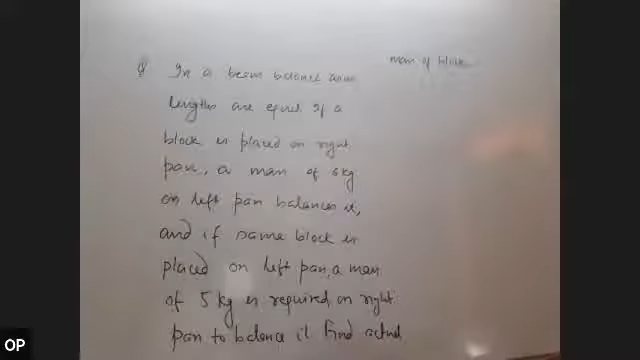 Q In a beam balance arm
lengths are equal if a
block is placed on right
pan, a mass of 6 kg
on left pan balances it,
and if same block is
placed on left pan, a mass
of 5 kg is required on right
pan to balance it find actual
mass of block
OP